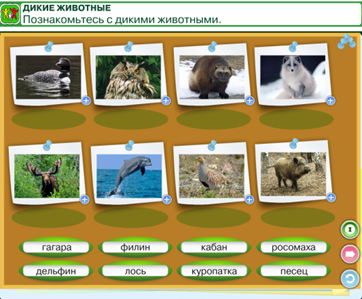 ДИКИЕ ЖИВОТНЫЕ
Познакомьтесь с дикими животными.
гагара филин кабан росомаха
дельфин лось куропатка песец